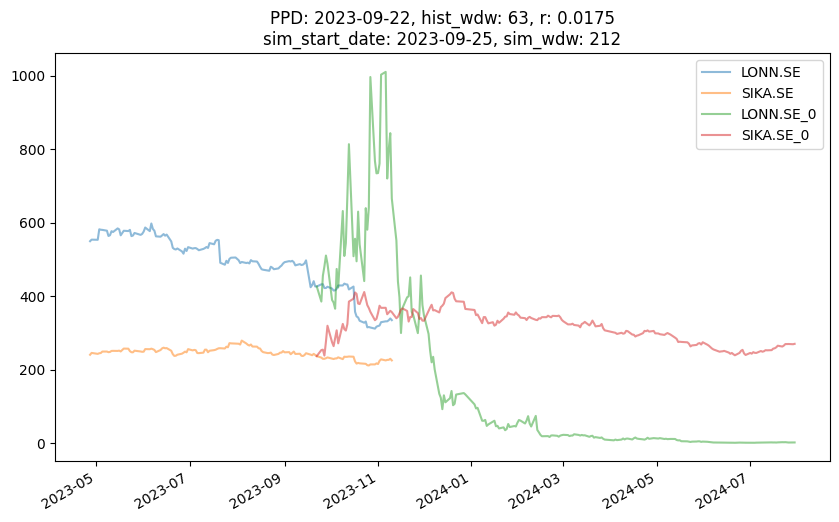 PPD: 2023-09-22, hist_wdw: 63, r: 0.0175
sim_start_date: 2023-09-25, sim_wdw: 212
1000
800
600
400
200
0
LONN.SE
SIKA.SE
LONN.SE_0
SIKA.SE_0
2023-05
2023-07
2023-09
2023-11
2024-01
2024-03
2024-05
2024-07